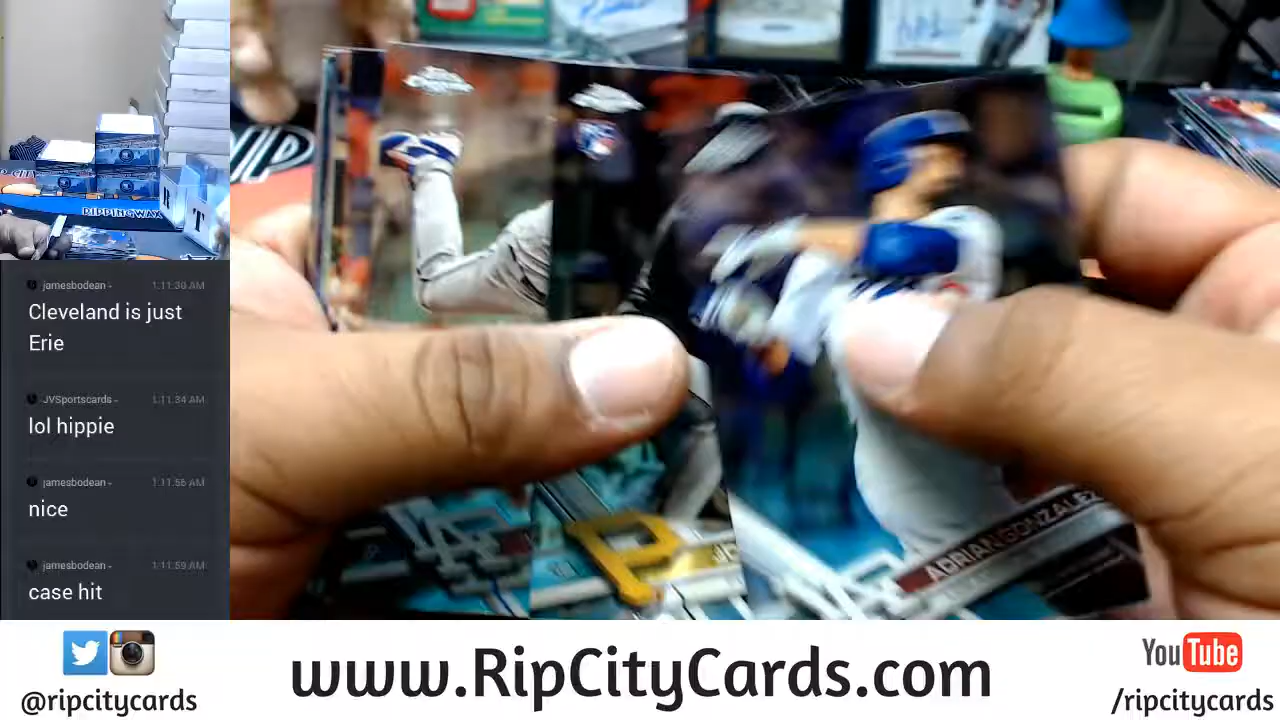 RIPPINGWAX
R
T
jamesbodean -
1:11:30 AM
Cleveland is just
Erie
JVSportscards -
1:11:34 AM
lol hippie
jamesbodean -
1:11:56 AM
nice
jamesbodean -
1:11:59 AM
case hit
P
ADRIAN GONZALEZ
www.RipCityCards.com
@ripcitycards
YouTube
/ripcitycards